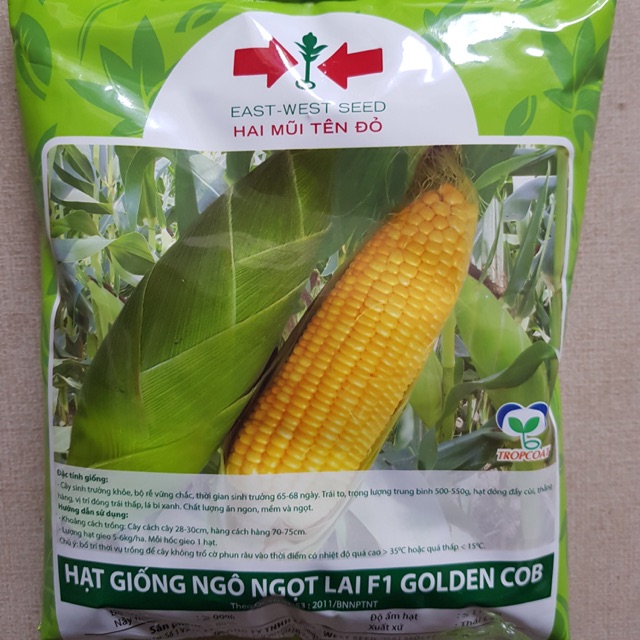 EAST-WEST SEED
HAI MŨI TÊN ĐỎ
TROPCOAT
Đặc tính giống:
- Cây sinh trưởng khỏe, bộ rễ vững chắc, thời gian sinh trưởng 65-68 ngày. Trái to, trọng lượng trung bình 500-550g, hạt đóng đầy cùi, thẳng
hàng, vị trí đóng trái thấp, lá bi xanh. Chất lượng ăn ngon, mềm và ngọt.
Hướng dẫn sử dụng:
- Khoảng cách trồng: Cây cách cây 28-30cm, hàng cách hàng 70-75cm.
- Lượng hạt gieo 5-6kg/ha. Mỗi hốc gieo 1 hạt.
- Chú ý: bố trí thời vụ trồng để cây không trổ cờ phun râu vào thời điểm có nhiệt độ quá cao > 35°C hoặc quá thấp < 15°C.
HẠT GIỐNG NGÔ NGỌT LAI F1 GOLDEN COB
: 2011/BNNPTNT
Độ ẩm hạt
Xuất xứ